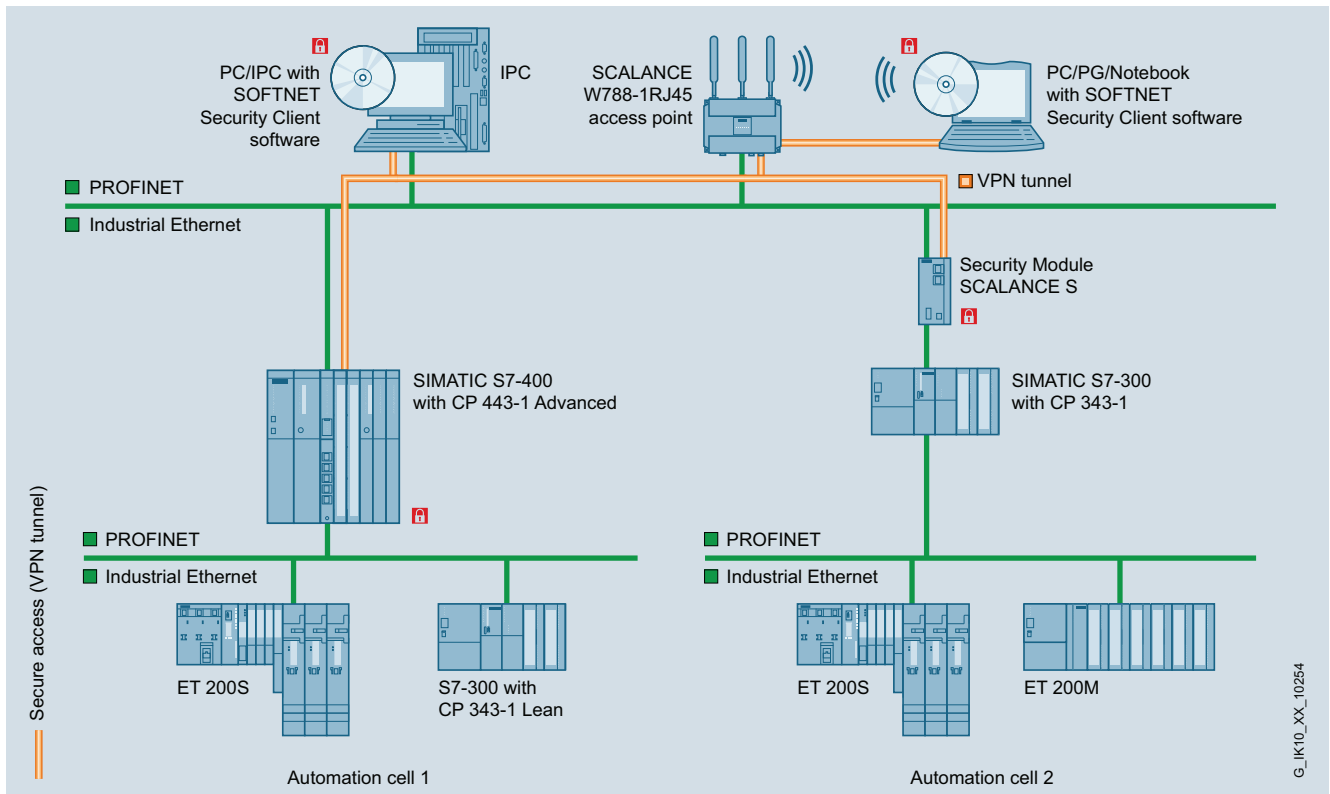 PC/IPC with
SOFTNET
Security Client
software
IPC
SCALANCE
W788-1RJ45
access point
PC/PG/Notebook
with SOFTNET
Security Client software
PROFINET
VPN tunnel
Industrial Ethernet
Security Module
SCALANCE S
SIMATIC S7-400
with CP 443-1 Advanced
SIMATIC S7-300
with CP 343-1
Secure access (VPN tunnel)
PROFINET
Industrial Ethernet
PROFINET
Industrial Ethernet
ET 200S
S7-300 with
CP 343-1 Lean
ET 200S
ET 200M
Automation cell 1
Automation cell 2
G_IK10_XX_10254